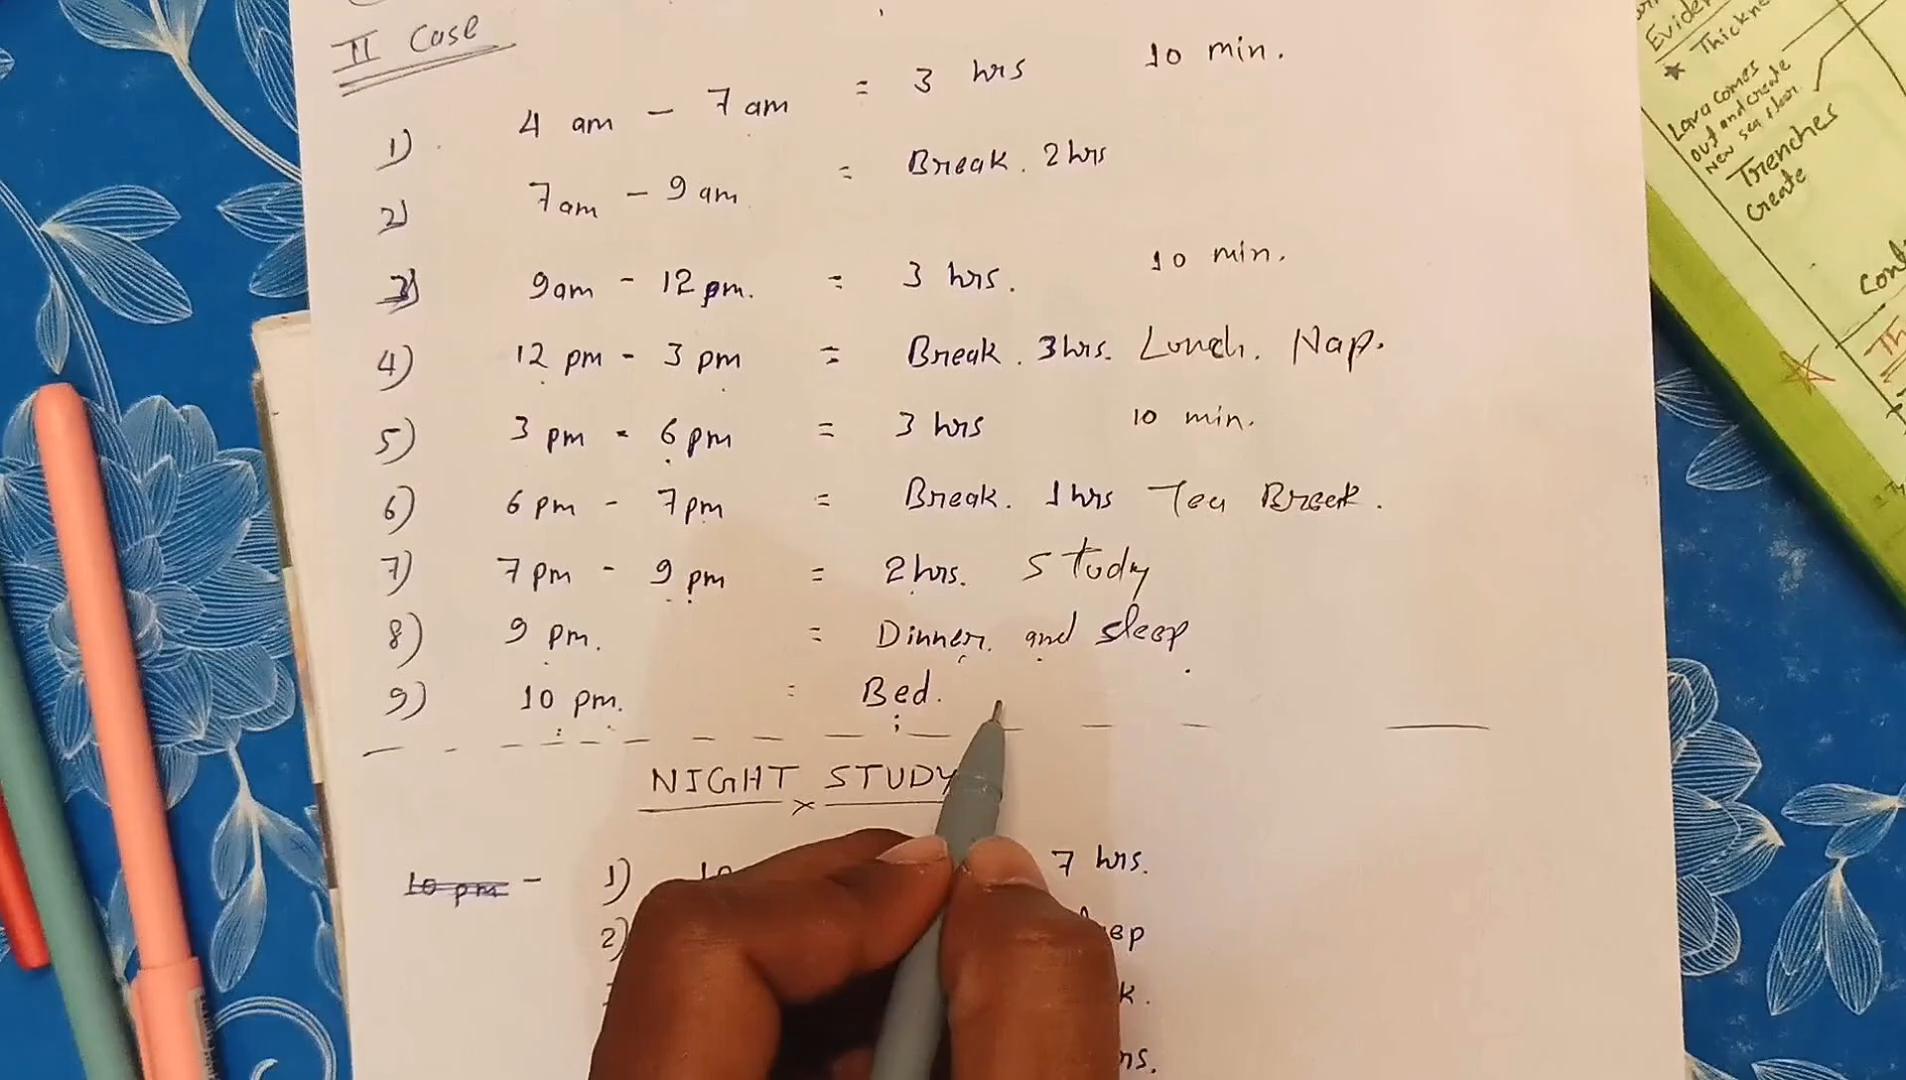 II Case
1) 4 am - 7 am = 3 hrs 10 min.
2) 7am - 9 am = Break. 2 hrs
3) 9am - 12 pm. = 3 hrs. 10 min.
4) 12 pm - 3 pm = Break. 3 hrs. Lunch. Nap.
5) 3 pm - 6 pm = 3 hrs 10 min.
6) 6 pm - 7 pm = Break. 1 hrs Tea Break.
7) 7 pm - 9 pm = 2 hrs. Study
8) 9 pm. = Dinner. and sleep
9) 10 pm. = Bed.
NIGHT STUDY
10 pm - 1) 10 7 hrs.
2)
Thickne
Lava comes
out and create
new sea floor
Trenches
Create